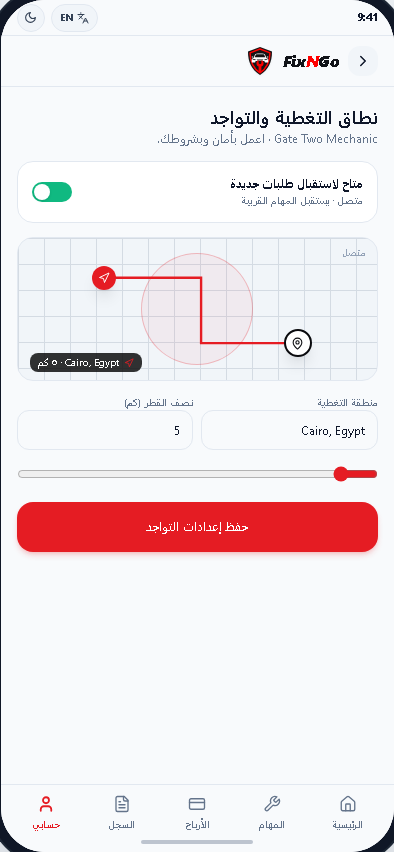 9:41
EN
FixNGo
نطاق التغطية والتواجد
Gate Two Mechanic · اعمل بأمان وبشروطك.
متاح لاستقبال طلبات جديدة
متصل · يستقبل المهام القريبة
متصل
Cairo, Egypt · ٥ كم
منطقة التغطية
نصف القطر (كم)
Cairo, Egypt
5
حفظ إعدادات التواجد
الرئيسية
المهام
الأرباح
السجل
حسابي